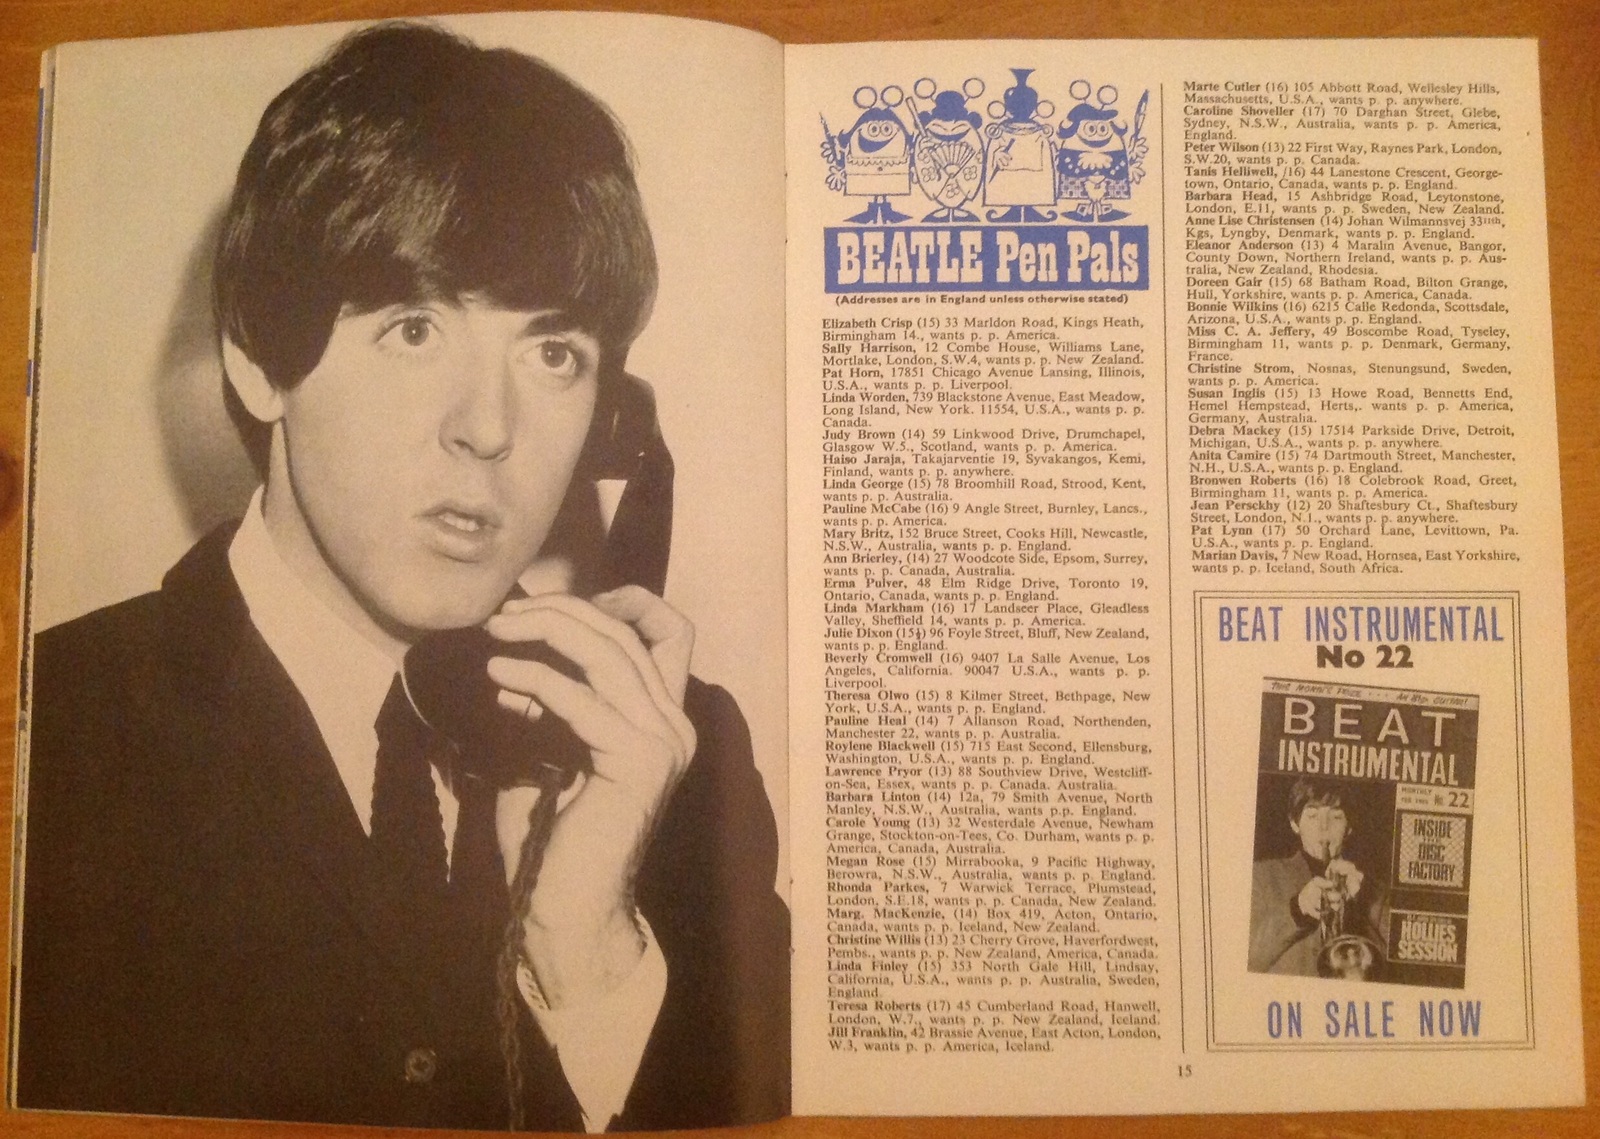 BEATLE Pen Pals
(Addresses are in England unless otherwise stated)
Elizabeth Crisp (15) 33 Marldon Road, Kings Heath,
Birmingham 14., wants p. p. America.
Sally Harrison, 12 Combe House, Williams Lane,
Mortlake, London, S.W.4, wants p. p. New Zealand.
Pat Horn, 17851 Chicago Avenue Lansing, Illinois,
U.S.A., wants p. p. Liverpool.
Linda Worden, 739 Blackstone Avenue, East Meadow,
Long Island, New York. 11554, U.S.A., wants p. p.
Canada.
Judy Brown (14) 59 Linkwood Drive, Drumchapel,
Glasgow W.5., Scotland, wants p. p. America.
Haiso Jaraja, Takajarventie 19, Syvakangos, Kemi,
Finland, wants p. p. anywhere.
Linda George (15) 78 Broomhill Road, Strood, Kent,
wants p. p. Australia.
Pauline McCabe (16) 9 Angle Street, Burnley, Lancs.,
wants p. p. America.
Mary Britz, 152 Bruce Street, Cooks Hill, Newcastle,
N.S.W., Australia, wants p. p. England.
Ann Brierley, (14) 27 Woodcote Side, Epsom, Surrey,
wants p. p. Canada, Australia.
Erma Pulver, 48 Elm Ridge Drive, Toronto 19,
Ontario, Canada, wants p. p. England.
Linda Markham (16) 17 Landseer Place, Gleadless
Valley, Sheffield 14, wants p. p. America.
Julie Dixon (15½) 96 Foyle Street, Bluff, New Zealand,
wants p. p. England.
Beverly Cromwell (16) 9407 La Salle Avenue, Los
Angeles, California. 90047 U.S.A., wants p. p.
Liverpool.
Theresa Olwo (15) 8 Kilmer Street, Bethpage, New
York, U.S.A., wants p. p. England.
Pauline Heal (14) 7 Allanson Road, Northenden,
Manchester 22, wants p. p. Australia.
Roylene Blackwell (15) 715 East Second, Ellensburg,
Washington, U.S.A., wants p. p. England.
Lawrence Pryor (13) 88 Southview Drive, Westcliff-
on-Sea, Essex, wants p. p. Canada. Australia.
Barbara Linton (14) 12a, 79 Smith Avenue, North
Manley, N.S.W., Australia, wants p.p. England.
Carole Young (13) 32 Westerdale Avenue, Newham
Grange, Stockton-on-Tees, Co. Durham, wants p. p.
America, Canada, Australia.
Megan Rose (15) Mirrabooka, 9 Pacific Highway,
Berowra, N.S.W., Australia, wants p. p. England.
Rhonda Parkes, 7 Warwick Terrace, Plumstead,
London, S.E.18, wants p. p. Canada, New Zealand.
Marg. MacKenzie, (14) Box 419, Acton, Ontario,
Canada, wants p. p. Iceland, New Zealand.
Christine Willis (13) 23 Cherry Grove, Haverfordwest,
Pembs., wants p. p. New Zealand, America, Canada.
Linda Finley (15) 353 North Gale Hill, Lindsay,
California, U.S.A., wants p. p. Australia, Sweden,
England.
Teresa Roberts (17) 45 Cumberland Road, Hanwell,
London, W.7., wants p. p. New Zealand, Iceland.
Jill Franklin, 42 Brassie Avenue, East Acton, London,
W.3, wants p. p. America, Iceland.
Marte Cutler (16) 105 Abbott Road, Wellesley Hills,
Massachusetts, U.S.A., wants p. p. anywhere.
Caroline Shoveller (17) 70 Darghan Street, Glebe,
Sydney, N.S.W., Australia, wants p. p. America,
England.
Peter Wilson (13) 22 First Way, Raynes Park, London,
S.W.20, wants p. p. Canada.
Tanis Helliwell, /16) 44 Lanestone Crescent, George-
town, Ontario, Canada, wants p. p. England.
Barbara Head, 15 Ashbridge Road, Leytonstone,
London, E.11, wants p. p. Sweden, New Zealand.
Anne Lise Christensen (14) Johan Wilmannsvej
Kgs, Lyngby, Denmark, wants p. p. England.
Eleanor Anderson (13) 4 Maralin Avenue, Bangor,
County Down, Northern Ireland, wants p. p. Aus-
tralia, New Zealand, Rhodesia.
Doreen Gair (15) 68 Batham Road, Bilton Grange,
Hull, Yorkshire, wants p. p. America, Canada.
Bonnie Wilkins (16) 6215 Calle Redonda, Scottsdale,
Arizona, U.S.A., wants p. p. England.
Miss C. A. Jeffery, 49 Boscombe Road, Tyseley,
Birmingham 11, wants p. p. Denmark, Germany,
France.
Christine Strom, Nosnas, Stenungsund, Sweden,
wants p. p. America.
Susan Inglis (15) 13 Howe Road, Bennetts End,
Hemel Hempstead, Herts,. wants p. p. America,
Germany, Australia.
Debra Mackey (15) 17514 Parkside Drive, Detroit,
Michigan, U.S.A., wants p. p. anywhere.
Anita Camire (15) 74 Dartmouth Street, Manchester,
N.H., U.S.A., wants p. p. England.
Bronwen Roberts (16) 18 Colebrook Road, Greet,
Birmingham 11, wants p. p. America.
Jean Persckhy (12) 20 Shaftesbury Ct., Shaftesbury
Street, London, N.1., wants p. p. anywhere.
Pat Lynn (17) 50 Orchard Lane, Levittown, Pa.
U.S.A., wants p. p. England.
Marian Davis, 7 New Road, Hornsea, East Yorkshire,
wants p. p. Iceland, South Africa.
BEAT INSTRUMENTAL
No 22
BEAT
INSTRUMENTAL
MONTHLY
No 22
INSIDE
THE
DISC
FACTORY
HOLLIES
SESSION
ON SALE NOW
15